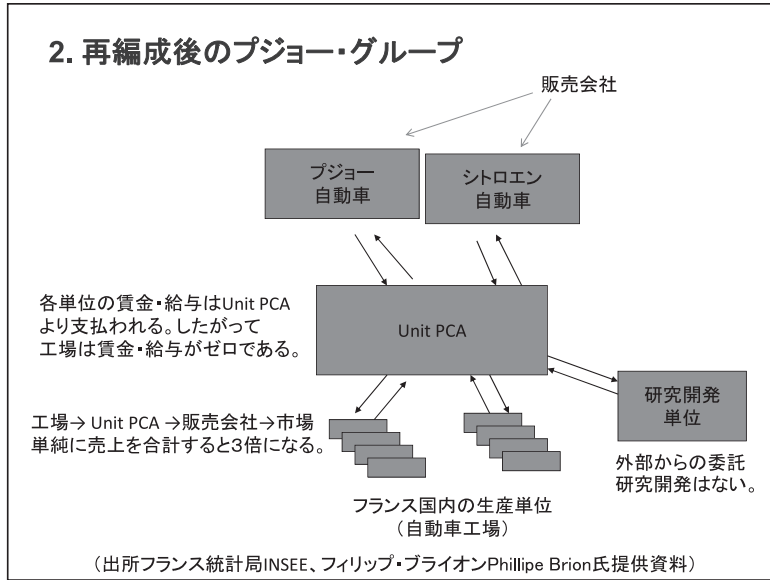 2. 再編成後のプジョー・グループ
販売会社
プジョー
自動車
シトロエン
自動車
各単位の賃金・給与はUnit PCA
より支払われる。したがって
工場は賃金・給与がゼロである。
Unit PCA
工場→ Unit PCA →販売会社→市場
単純に売上を合計すると3倍になる。
研究開発
単位
外部からの委託
研究開発はない。
フランス国内の生産単位
（自動車工場）
（出所フランス統計局INSEE、フィリップ・ブライオンPhillipe Brion氏提供資料）